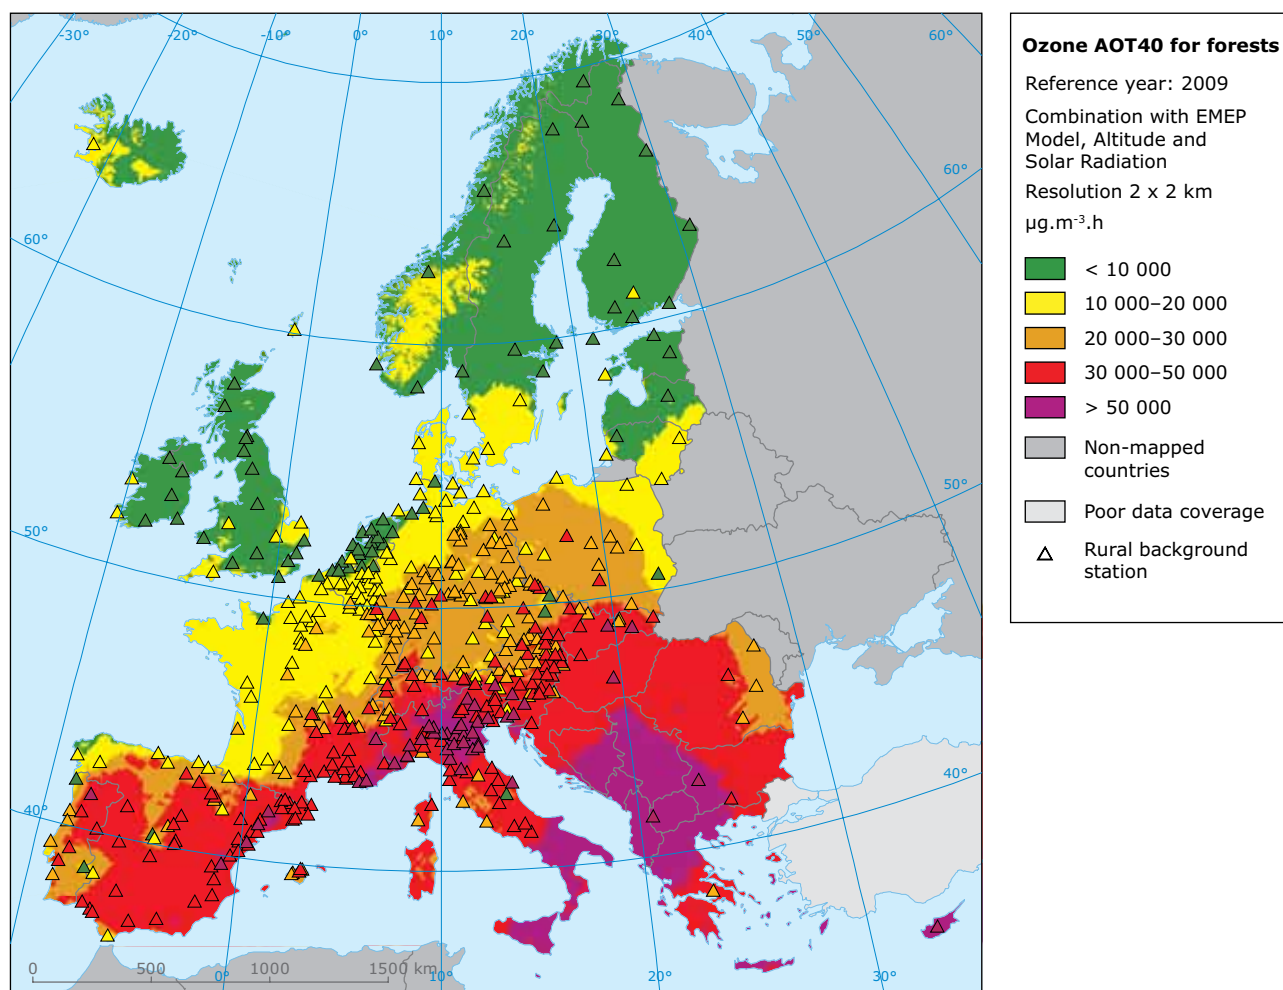 -30° -20° -10° 0° 10° 20° 30° 40° 50° 60°
60°
60°
50°
50°
40°
40°
0 500 1000 1500 km
0° 10° 20° 30°
Ozone AOT40 for forests
Reference year: 2009
Combination with EMEP
Model, Altitude and
Solar Radiation
Resolution 2 x 2 km
µg.m⁻³.h
< 10 000
10 000–20 000
20 000–30 000
30 000–50 000
> 50 000
Non-mapped
countries
Poor data coverage
Rural background
station